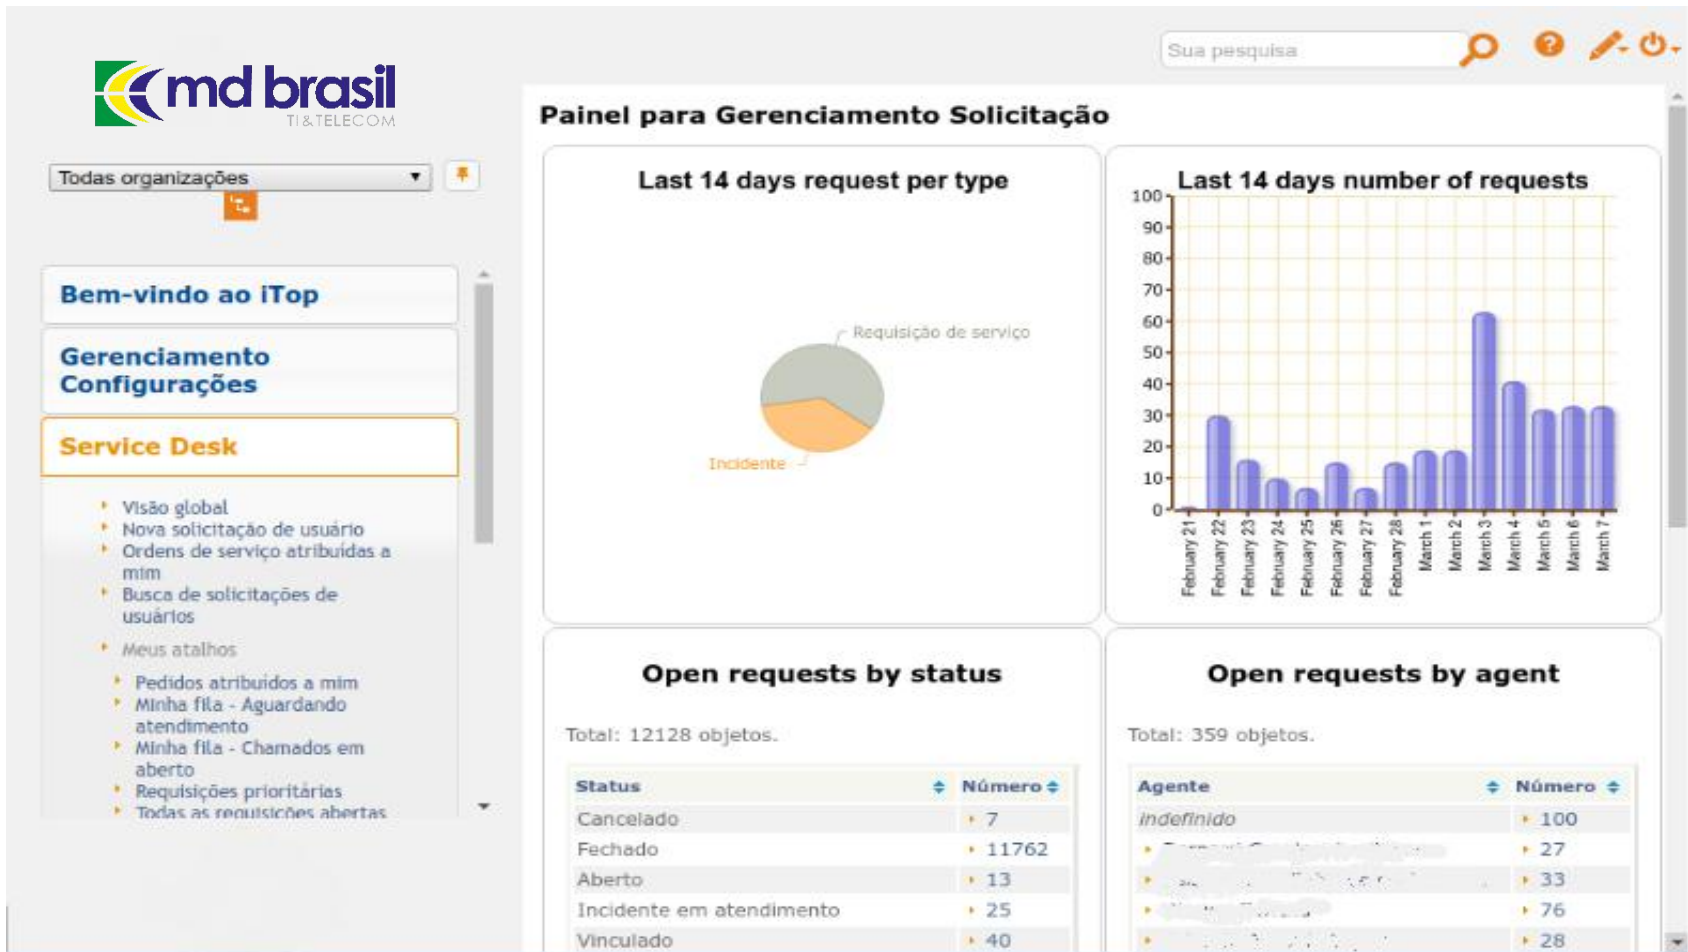 Sua pesquisa
md brasil
TI & TELECOM
Todas organizações
Bem-vindo ao iTop
Gerenciamento
Configurações
Service Desk
Visão global
Nova solicitação de usuário
Ordens de serviço atribuídas a
mim
Busca de solicitações de
usuários
Meus atalhos
Pedidos atribuídos a mim
Minha fila - Aguardando
atendimento
Minha fila - Chamados em
aberto
Requisições prioritárias
Todas as requisições abertas
Painel para Gerenciamento Solicitação
Last 14 days request per type
Requisição de serviço
Incidente
Last 14 days number of requests
100
90
80
70
60
50
40
30
20
10
0
February 21
February 22
February 23
February 24
February 25
February 26
February 27
February 28
March 1
March 2
March 3
March 4
March 5
March 6
March 7
Open requests by status
Total: 12128 objetos.
Status Número
Cancelado 7
Fechado 11762
Aberto 13
Incidente em atendimento 25
Vinculado 40
Open requests by agent
Total: 359 objetos.
Agente Número
Indefinido 100
27
33
76
28